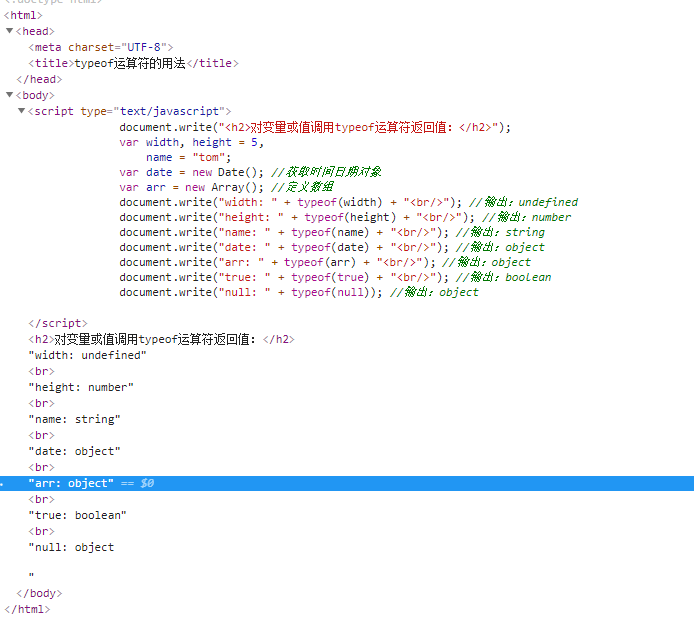 <!doctype html>
<html>
<head>
<meta charset="UTF-8">
<title>typeof运算符的用法</title>
</head>
<body>
<script type="text/javascript">
document.write("<h2>对变量或值调用typeof运算符返回值：</h2>");
var width, height = 5,
name = "tom";
var date = new Date(); //获取时间日期对象
var arr = new Array(); //定义数组
document.write("width: " + typeof(width) + "<br/>"); //输出：undefined
document.write("height: " + typeof(height) + "<br/>"); //输出：number
document.write("name: " + typeof(name) + "<br/>"); //输出：string
document.write("date: " + typeof(date) + "<br/>"); //输出：object
document.write("arr: " + typeof(arr) + "<br/>"); //输出：object
document.write("true: " + typeof(true) + "<br/>"); //输出：boolean
document.write("null: " + typeof(null)); //输出：object
</script>
<h2>对变量或值调用typeof运算符返回值：</h2>
"width: undefined"
<br>
"height: number"
<br>
"name: string"
<br>
"date: object"
<br>
"arr: object" == $0
<br>
"true: boolean"
<br>
"null: object
"
</body>
</html>